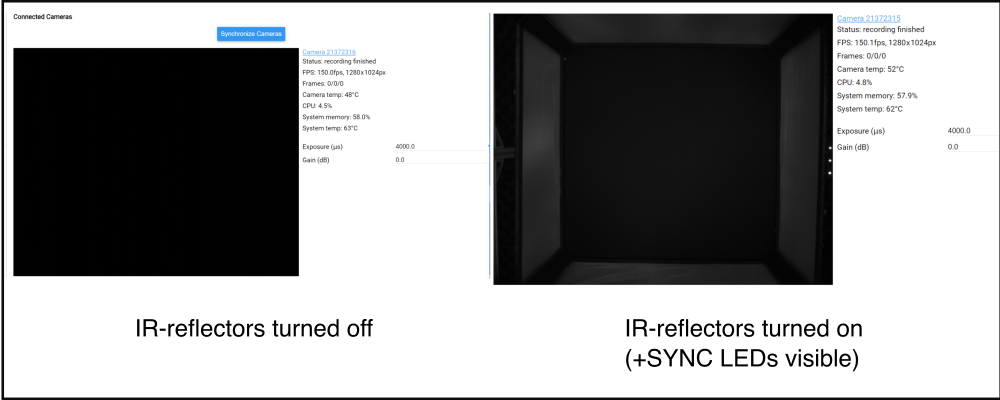 Connected Cameras
Synchronize Cameras
Camera 21372316
Status: recording finished
FPS: 150.0fps, 1280x1024px
Frames: 0/0/0
Camera temp: 48°C
CPU: 4.5%
System memory: 58.0%
System temp: 63°C
Exposure (µs) 4000.0
Gain (dB) 0.0
Camera 21372315
Status: recording finished
FPS: 150.1fps, 1280x1024px
Frames: 0/0/0
Camera temp: 52°C
CPU: 4.8%
System memory: 57.9%
System temp: 62°C
Exposure (µs) 4000.0
Gain (dB) 0.0
IR-reflectors turned off
IR-reflectors turned on
(+SYNC LEDs visible)